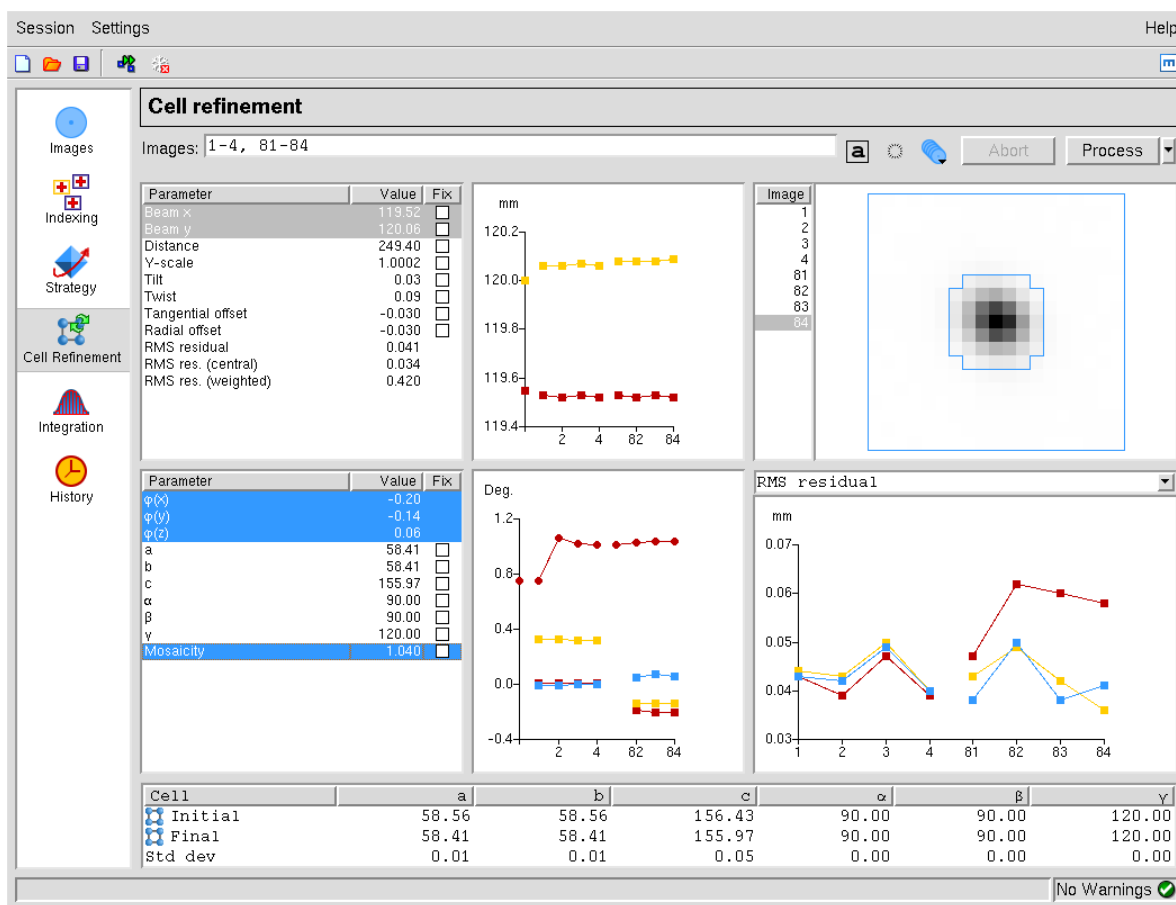 Session Settings Help
Cell refinement
Images: 1-4, 81-84 a Abort Process
Images
Indexing
Strategy
Cell Refinement
Integration
History
Parameter Value Fix
Beam x 119.52
Beam y 120.06
Distance 249.40
Y-scale 1.0002
Tilt 0.03
Twist 0.09
Tangential offset -0.030
Radial offset -0.030
RMS residual 0.041
RMS res. (central) 0.034
RMS res. (weighted) 0.420
mm
120.2
120.0
119.8
119.6
119.4
2 4 82 84
Image
1
2
3
4
81
82
83
84
Parameter Value Fix
φ(x) -0.20
φ(y) -0.14
φ(z) 0.06
a 58.41
b 58.41
c 155.97
α 90.00
β 90.00
γ 120.00
Mosaicity 1.040
Deg.
1.2
0.8
0.4
0.0
-0.4
2 4 82 84
RMS residual
mm
0.07
0.06
0.05
0.04
0.03
1 2 3 4 81 82 83 84
Cell a b c α β γ
Initial 58.56 58.56 156.43 90.00 90.00 120.00
Final 58.41 58.41 155.97 90.00 90.00 120.00
Std dev 0.01 0.01 0.05 0.00 0.00 0.00
No Warnings